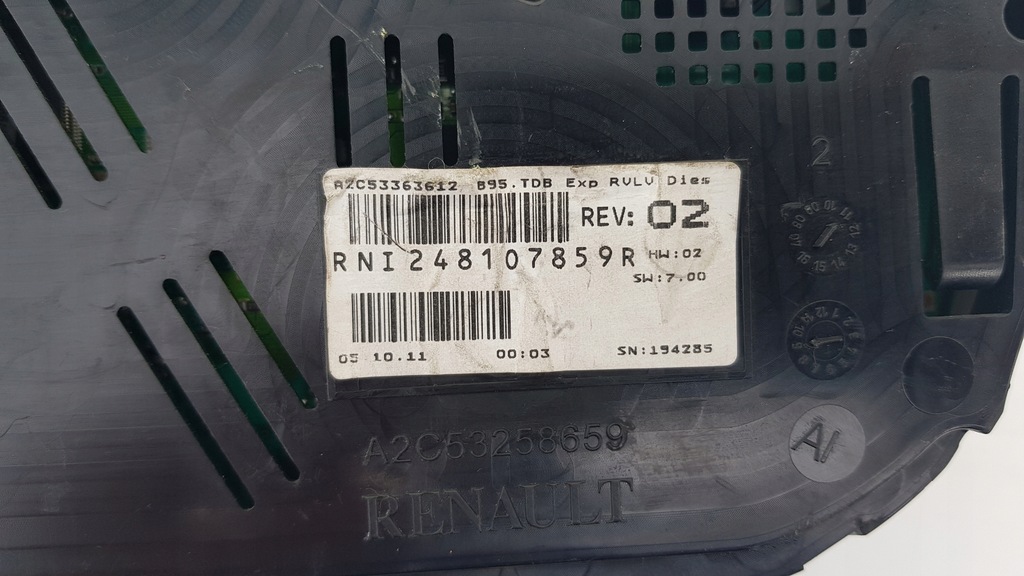 2
A2C53363612 B95.TDB Exp RVLV Dies
REV: 02
RNI248107859R HW:02
SW:7.00
05 10.11 00:03 SN:194285
A2C53258659
AI
RENAULT